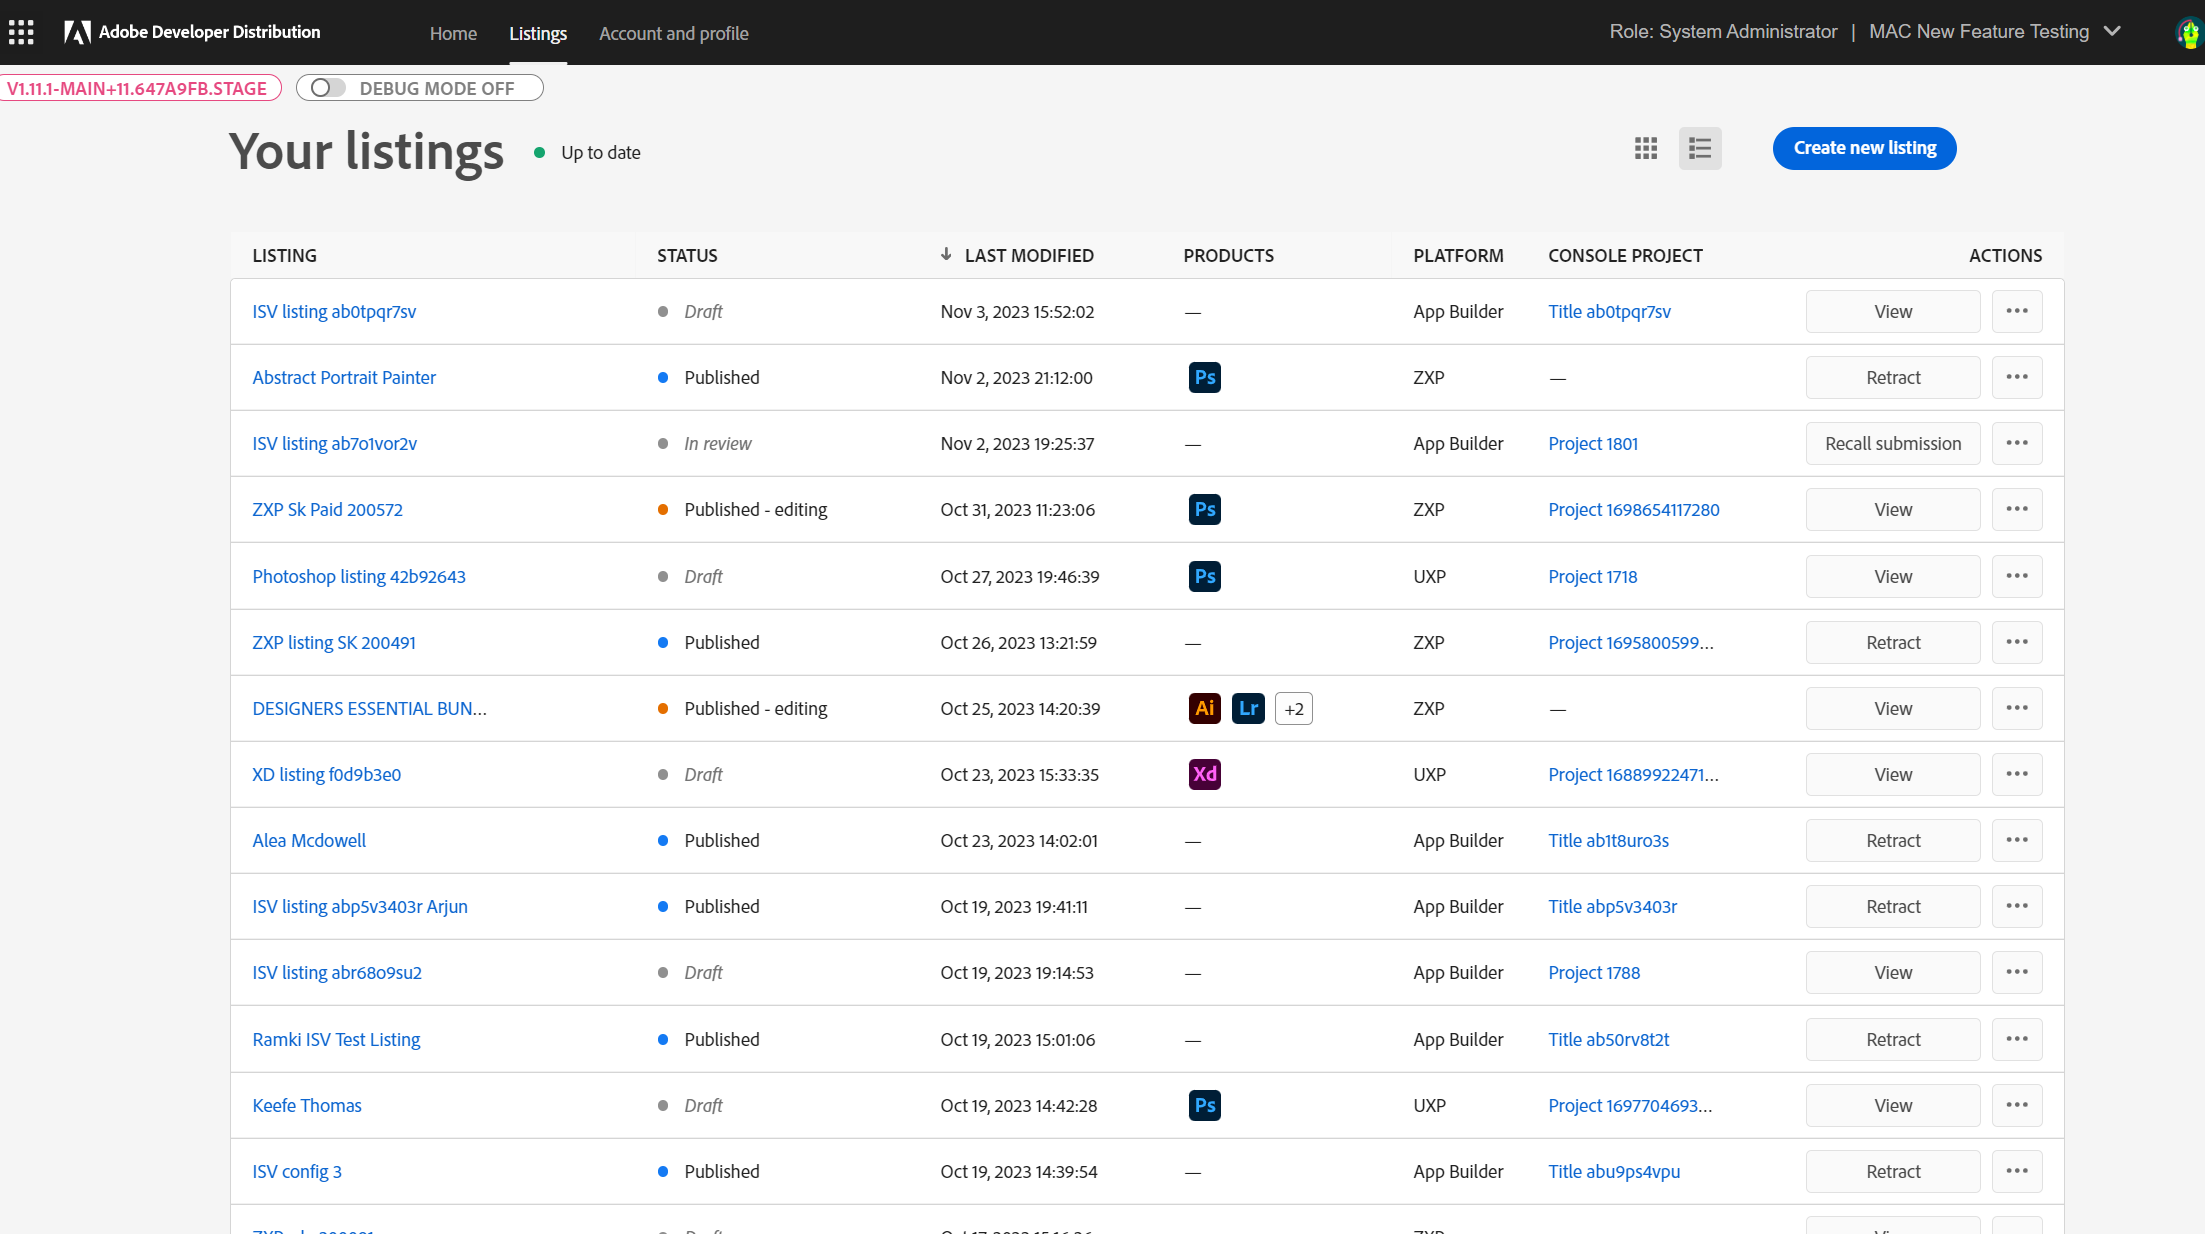 Adobe Developer Distribution Home Listings Account and profile Role: System Administrator | MAC New Feature Testing
V1.11.1-MAIN+11.647A9FB.STAGE DEBUG MODE OFF
Your listings Up to date Create new listing
LISTING STATUS LAST MODIFIED PRODUCTS PLATFORM CONSOLE PROJECT ACTIONS
ISV listing ab0tpqr7sv Draft Nov 3, 2023 15:52:02 — App Builder Title ab0tpqr7sv View
Abstract Portrait Painter Published Nov 2, 2023 21:12:00 Ps ZXP — Retract
ISV listing ab7o1vor2v In review Nov 2, 2023 19:25:37 — App Builder Project 1801 Recall submission
ZXP Sk Paid 200572 Published - editing Oct 31, 2023 11:23:06 Ps ZXP Project 1698654117280 View
Photoshop listing 42b92643 Draft Oct 27, 2023 19:46:39 Ps UXP Project 1718 View
ZXP listing SK 200491 Published Oct 26, 2023 13:21:59 — ZXP Project 1695800599... Retract
DESIGNERS ESSENTIAL BUN... Published - editing Oct 25, 2023 14:20:39 Ai Lr +2 ZXP — View
XD listing f0d9b3e0 Draft Oct 23, 2023 15:33:35 Xd UXP Project 16889922471... View
Alea Mcdowell Published Oct 23, 2023 14:02:01 — App Builder Title ab1t8uro3s Retract
ISV listing abp5v3403r Arjun Published Oct 19, 2023 19:41:11 — App Builder Title abp5v3403r Retract
ISV listing abr68o9su2 Draft Oct 19, 2023 19:14:53 — App Builder Project 1788 View
Ramki ISV Test Listing Published Oct 19, 2023 15:01:06 — App Builder Title ab50rv8t2t Retract
Keefe Thomas Draft Oct 19, 2023 14:42:28 Ps UXP Project 1697704693... View
ISV config 3 Published Oct 19, 2023 14:39:54 — App Builder Title abu9ps4vpu Retract